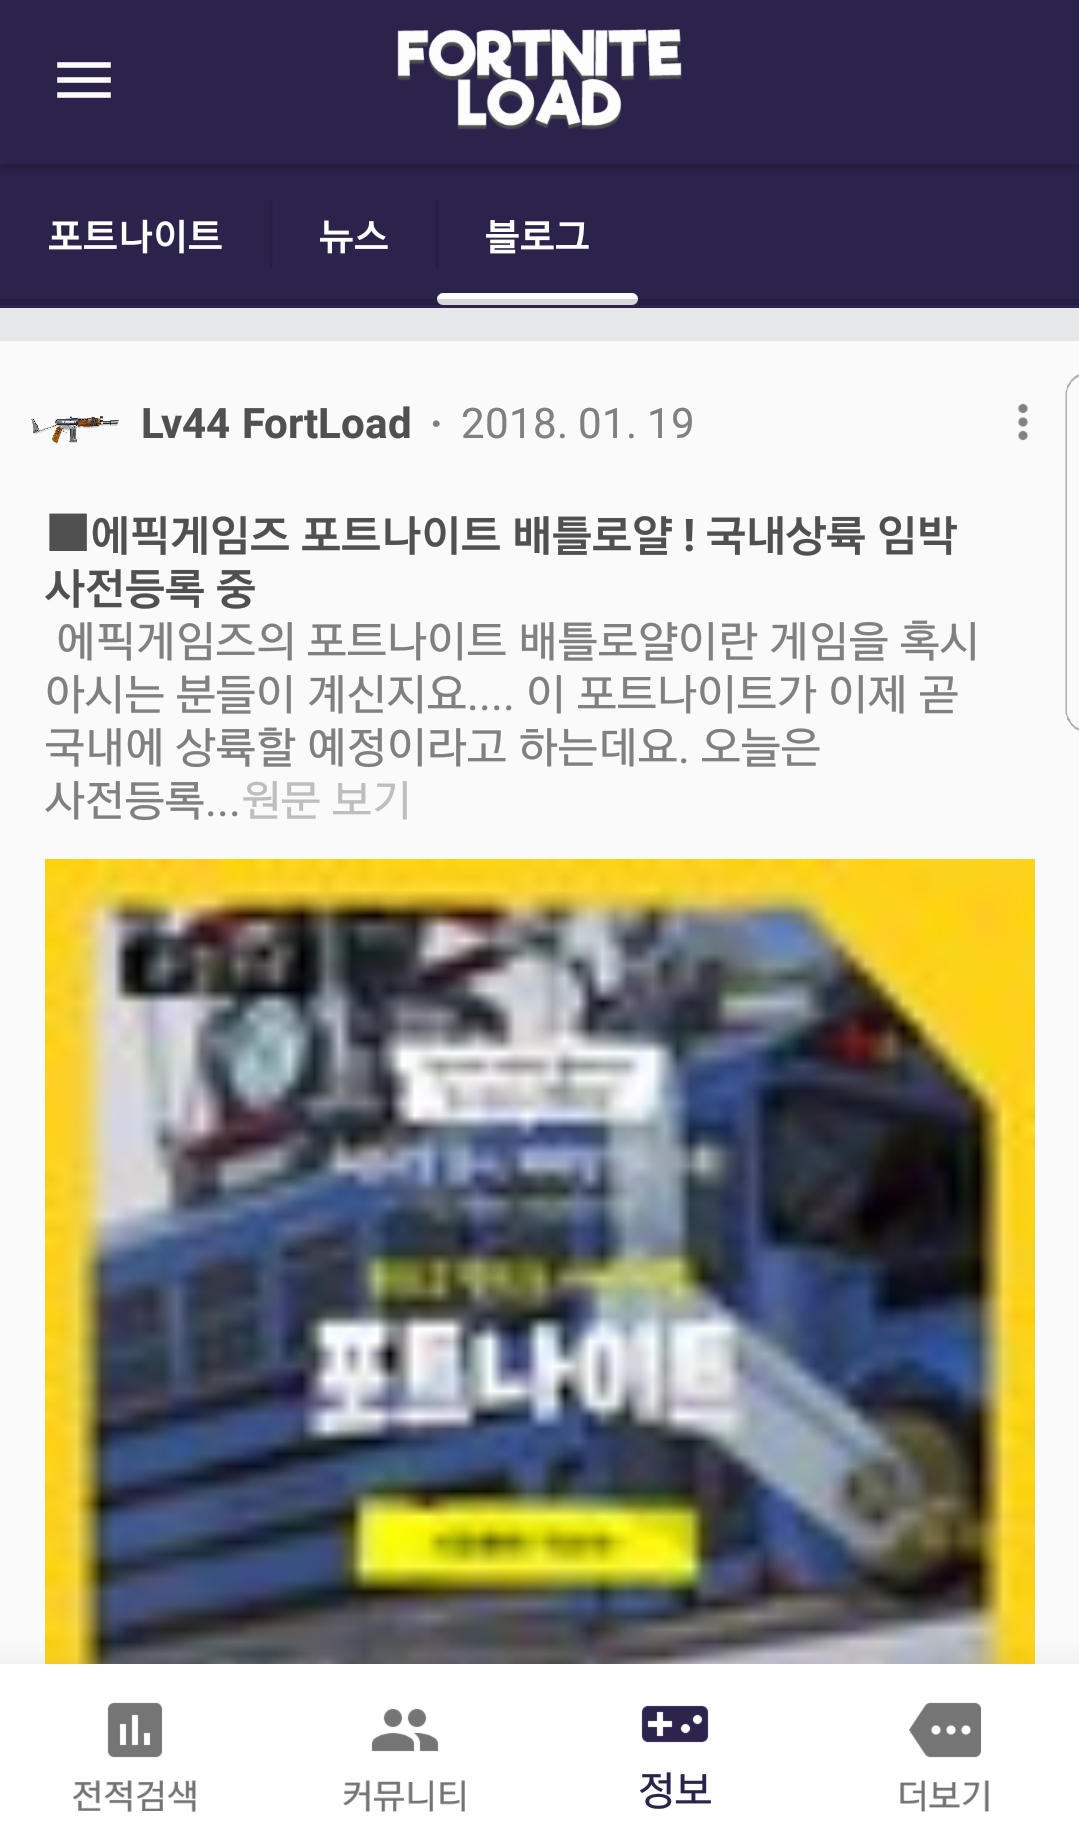 FORTNITE
LOAD
포트나이트
뉴스
블로그
Lv44 FortLoad · 2018. 01. 19
■에픽게임즈 포트나이트 배틀로얄 ! 국내상륙 임박
사전등록 중
에픽게임즈의 포트나이트 배틀로얄이란 게임을 혹시
아시는 분들이 계신지요.... 이 포트나이트가 이제 곧
국내에 상륙할 예정이라고 하는데요. 오늘은
사전등록...원문 보기
포트나이트
전적검색
커뮤니티
정보
더보기